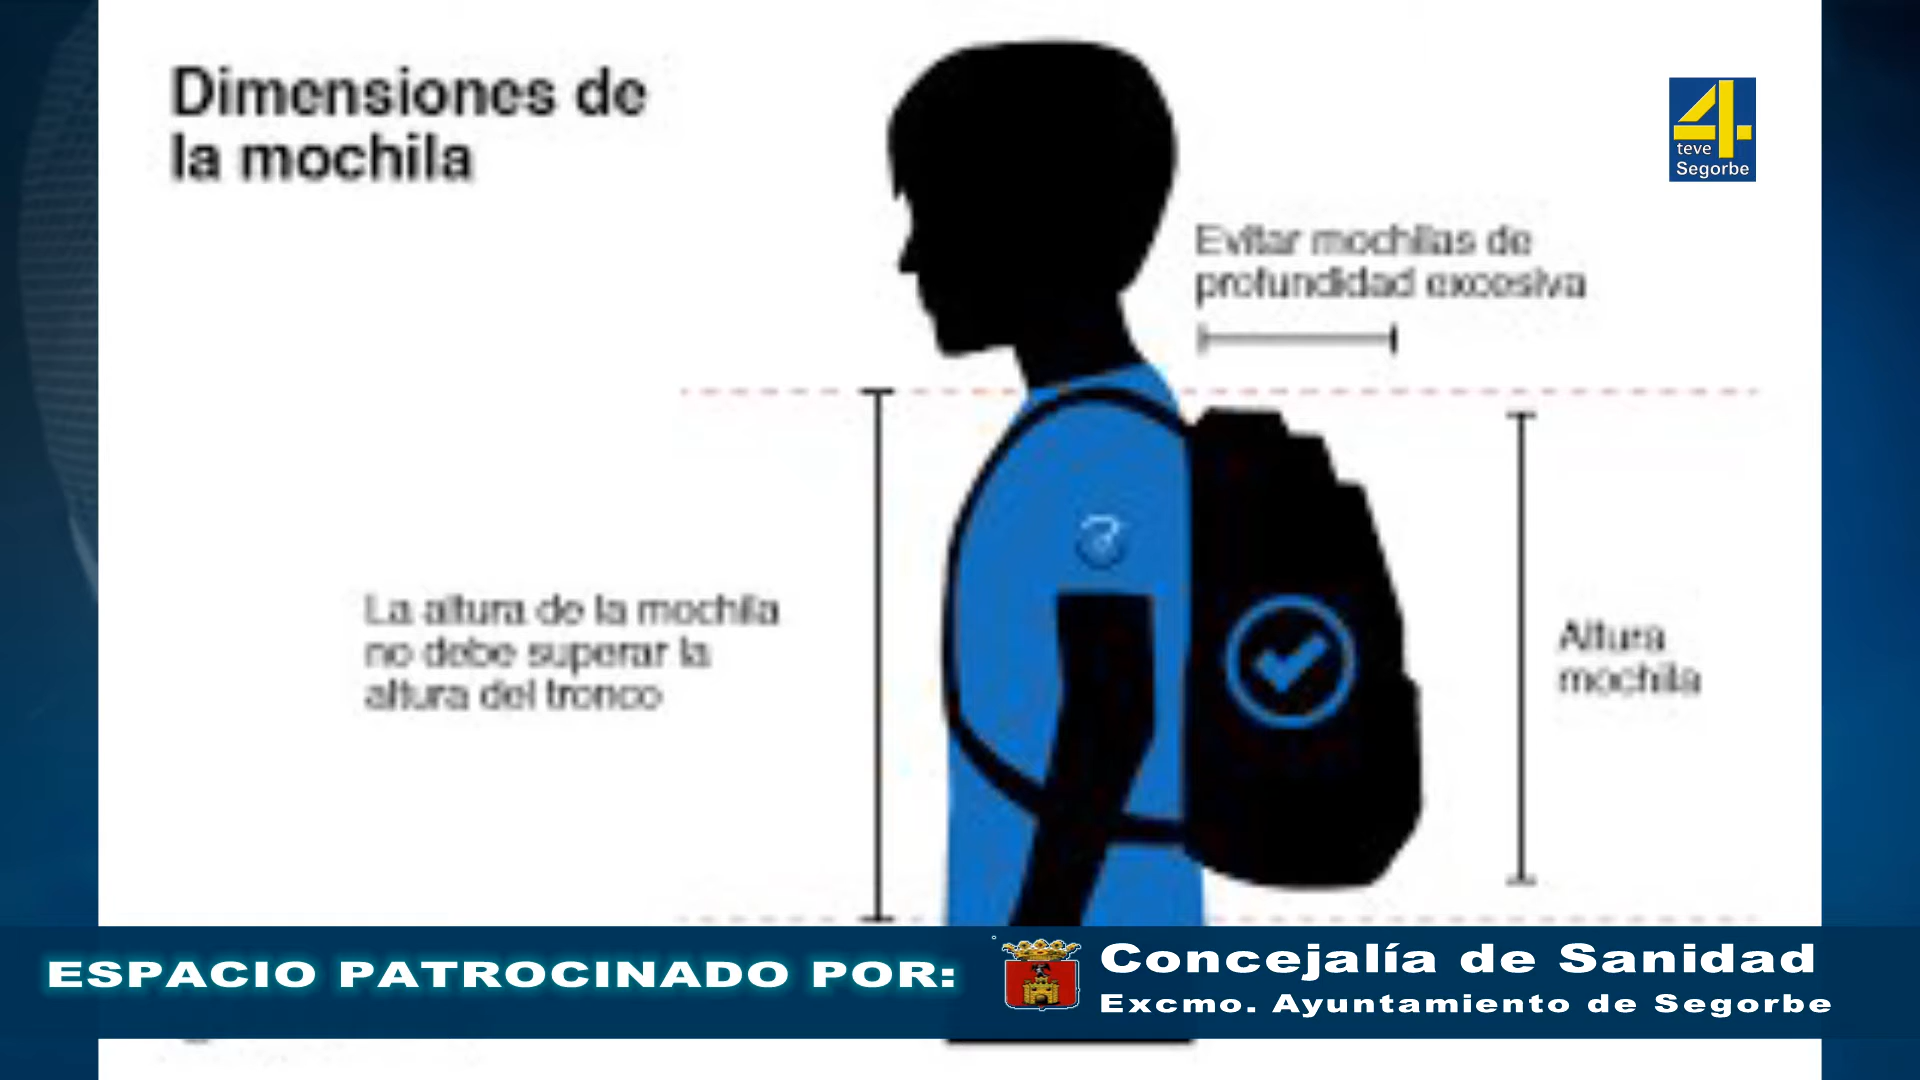 Dimensiones de
la mochila
4
teve
Segorbe
Evitar mochilas de
profundidad excesiva
La altura de la mochila
no debe superar la
altura del tronco
Altura
mochila
ESPACIO PATROCINADO POR:
Concejalía de Sanidad
Excmo. Ayuntamiento de Segorbe